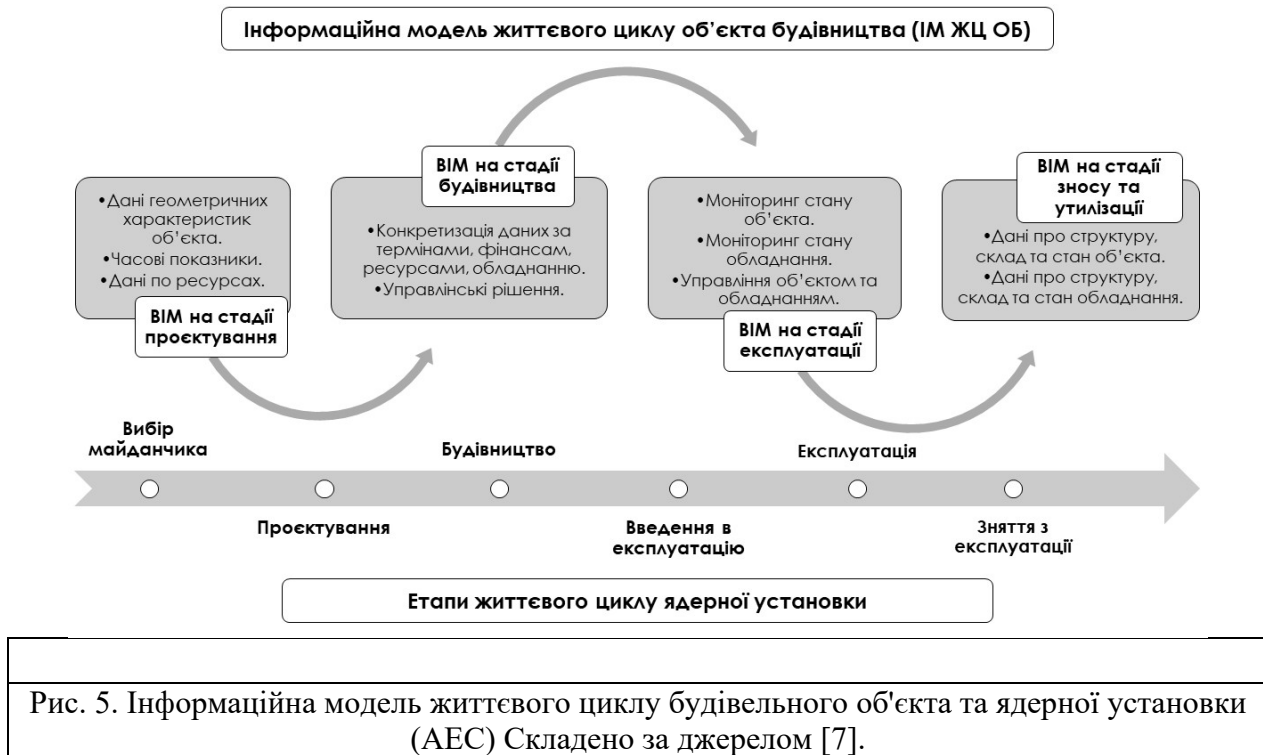 Інформаційна модель життєвого циклу об’єкта будівництва (ІМ ЖЦ ОБ)
•Дані геометричних
характеристик
об’єкта.
•Часові показники.
•Дані по ресурсах.
ВІМ на стадії
проєктування
ВІМ на стадії
будівництва
•Конкретизація даних за
термінами, фінансам,
ресурсами, обладнанню.
•Управлінські рішення.
•Моніторинг стану
об’єкта.
•Моніторинг стану
обладнання.
•Управління об’єктом та
обладнанням.
ВІМ на стадії
експлуатації
ВІМ на стадії
зносу та
утилізації
•Дані про структуру,
склад та стан об’єкта.
•Дані про структуру,
склад та стан обладнання.
Вибір
майданчика
Проєктування
Будівництво
Введення в
експлуатацію
Експлуатація
Зняття з
експлуатації
Етапи життєвого циклу ядерної установки
Рис. 5. Інформаційна модель життєвого циклу будівельного об'єкта та ядерної установки
(АЕС) Складено за джерелом [7].